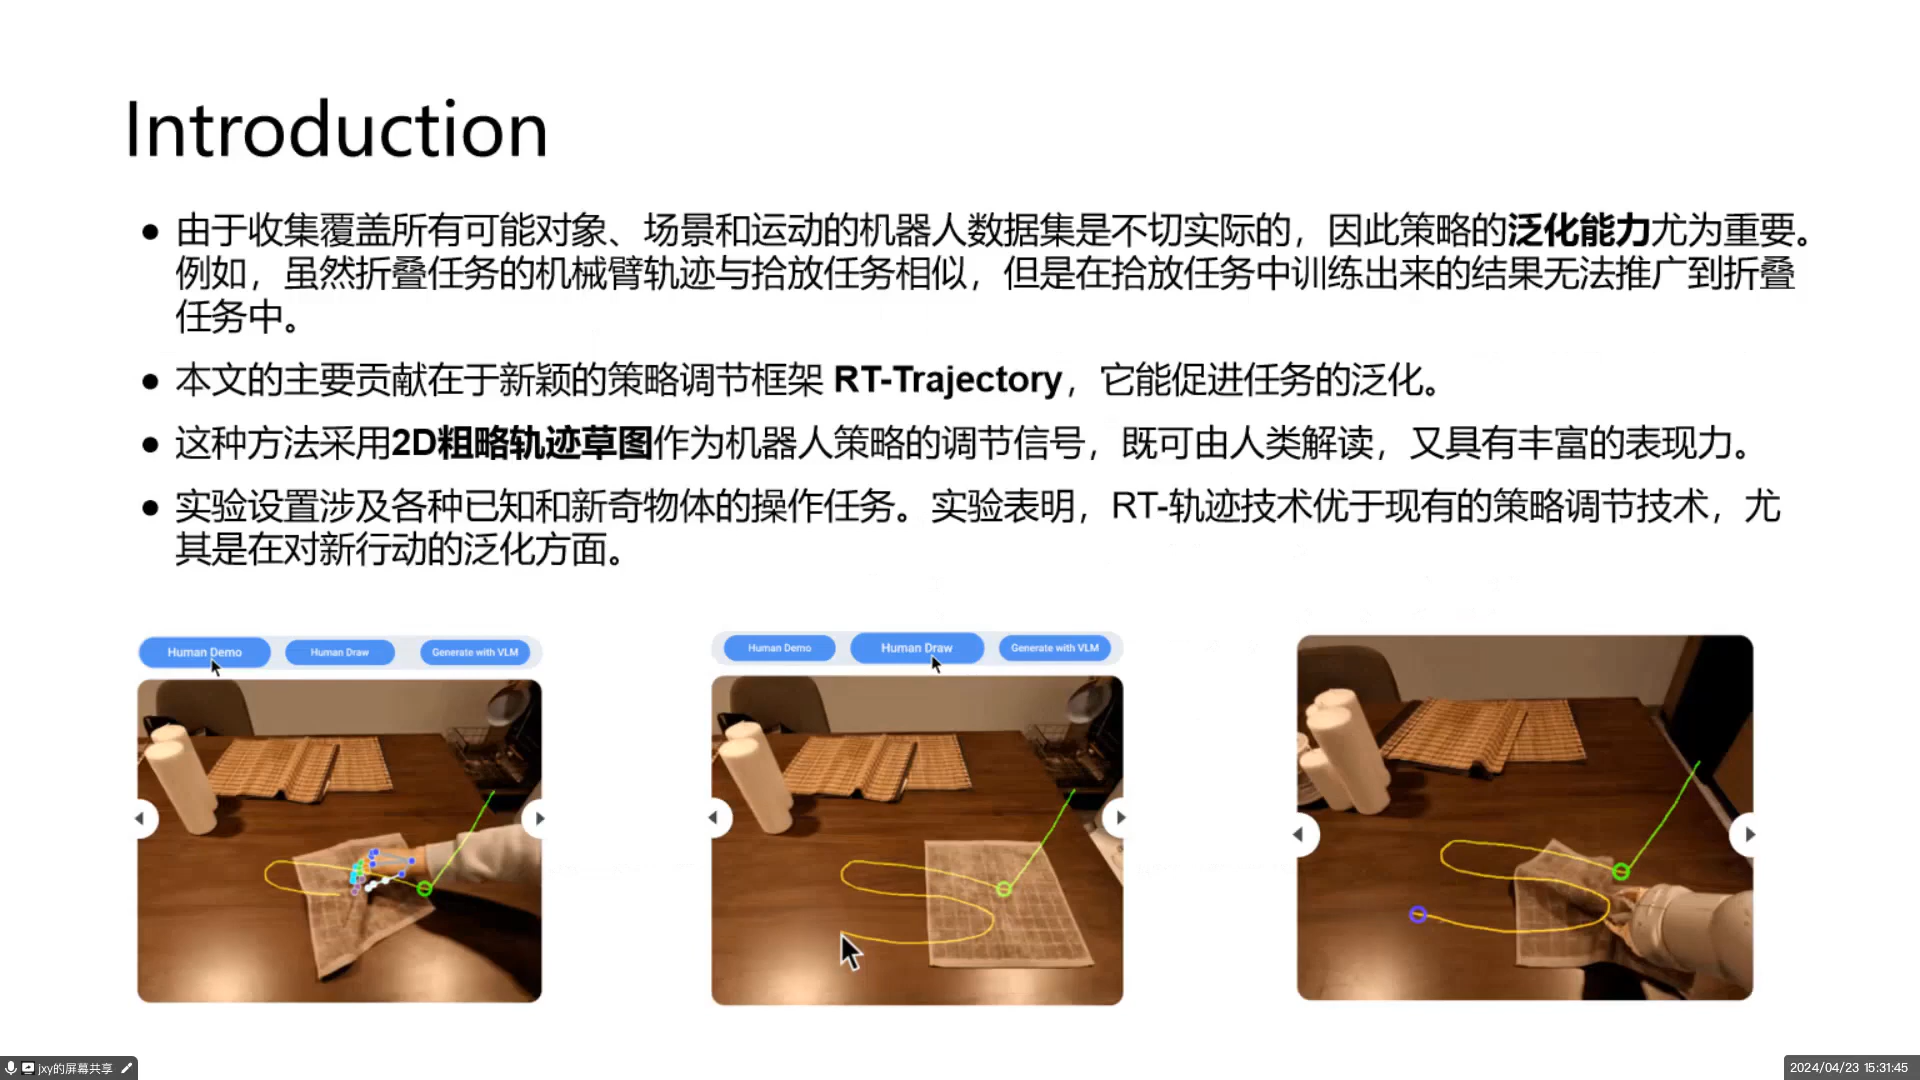 Introduction
由于收集覆盖所有可能对象、场景和运动的机器人数据集是不切实际的，因此策略的泛化能力尤为重要。
例如，虽然折叠任务的机械臂轨迹与拾放任务相似，但是在拾放任务中训练出来的结果无法推广到折叠
任务中。
本文的主要贡献在于新颖的策略调节框架 RT-Trajectory，它能促进任务的泛化。
这种方法采用2D粗略轨迹草图作为机器人策略的调节信号，既可由人类解读，又具有丰富的表现力。
实验设置涉及各种已知和新奇物体的操作任务。实验表明，RT-轨迹技术优于现有的策略调节技术，尤
其是在对新行动的泛化方面。
Human Demo Human Draw Generate with VLM
Human Demo Human Draw Generate with VLM
jxy的屏幕共享
2024/04/23 15:31:45